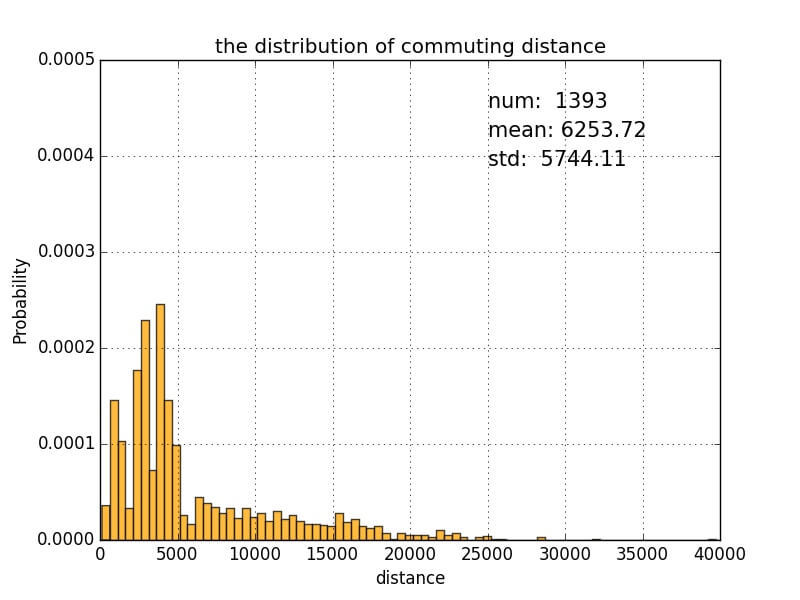 the distribution of commuting distance
num: 1393
mean: 6253.72
std: 5744.11
Probability
0.0005
0.0004
0.0003
0.0002
0.0001
0.0000
0 5000 10000 15000 20000 25000 30000 35000 40000
distance